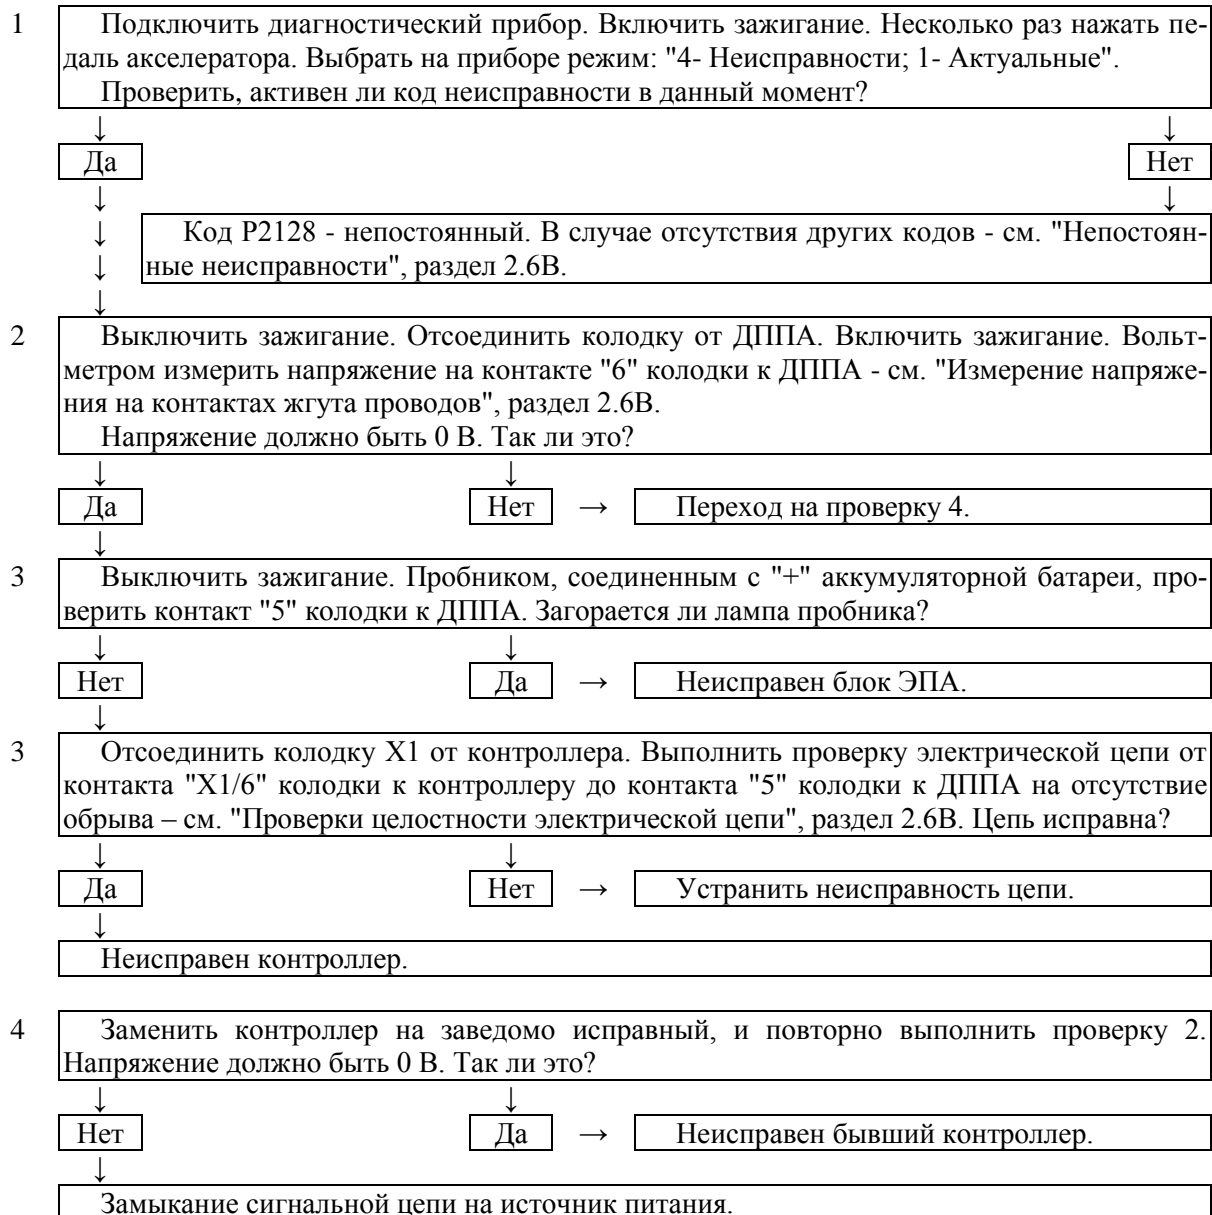 1 Подключить диагностический прибор. Включить зажигание. Несколько раз нажать пе-
даль акселератора. Выбрать на приборе режим: "4- Неисправности; 1- Актуальные".
Проверить, активен ли код неисправности в данный момент?
↓ ↓
Да Нет
↓ ↓
↓ Код P2128 - непостоянный. В случае отсутствия других кодов - см. "Непостоян-
↓ ные неисправности", раздел 2.6В.
↓
2 Выключить зажигание. Отсоединить колодку от ДППА. Включить зажигание. Вольт-
метром измерить напряжение на контакте "6" колодки к ДППА - см. "Измерение напряже-
ния на контактах жгута проводов", раздел 2.6В.
Напряжение должно быть 0 В. Так ли это?
↓ ↓
Да Нет → Переход на проверку 4.
↓
3 Выключить зажигание. Пробником, соединенным с "+" аккумуляторной батареи, про-
верить контакт "5" колодки к ДППА. Загорается ли лампа пробника?
↓ ↓
Нет Да → Неисправен блок ЭПА.
↓
3 Отсоединить колодку X1 от контроллера. Выполнить проверку электрической цепи от
контакта "X1/6" колодки к контроллеру до контакта "5" колодки к ДППА на отсутствие
обрыва – см. "Проверки целостности электрической цепи", раздел 2.6В. Цепь исправна?
↓ ↓
Да Нет → Устранить неисправность цепи.
↓
Неисправен контроллер.
4 Заменить контроллер на заведомо исправный, и повторно выполнить проверку 2.
Напряжение должно быть 0 В. Так ли это?
↓ ↓
Нет Да → Неисправен бывший контроллер.
↓
Замыкание сигнальной цепи на источник питания.